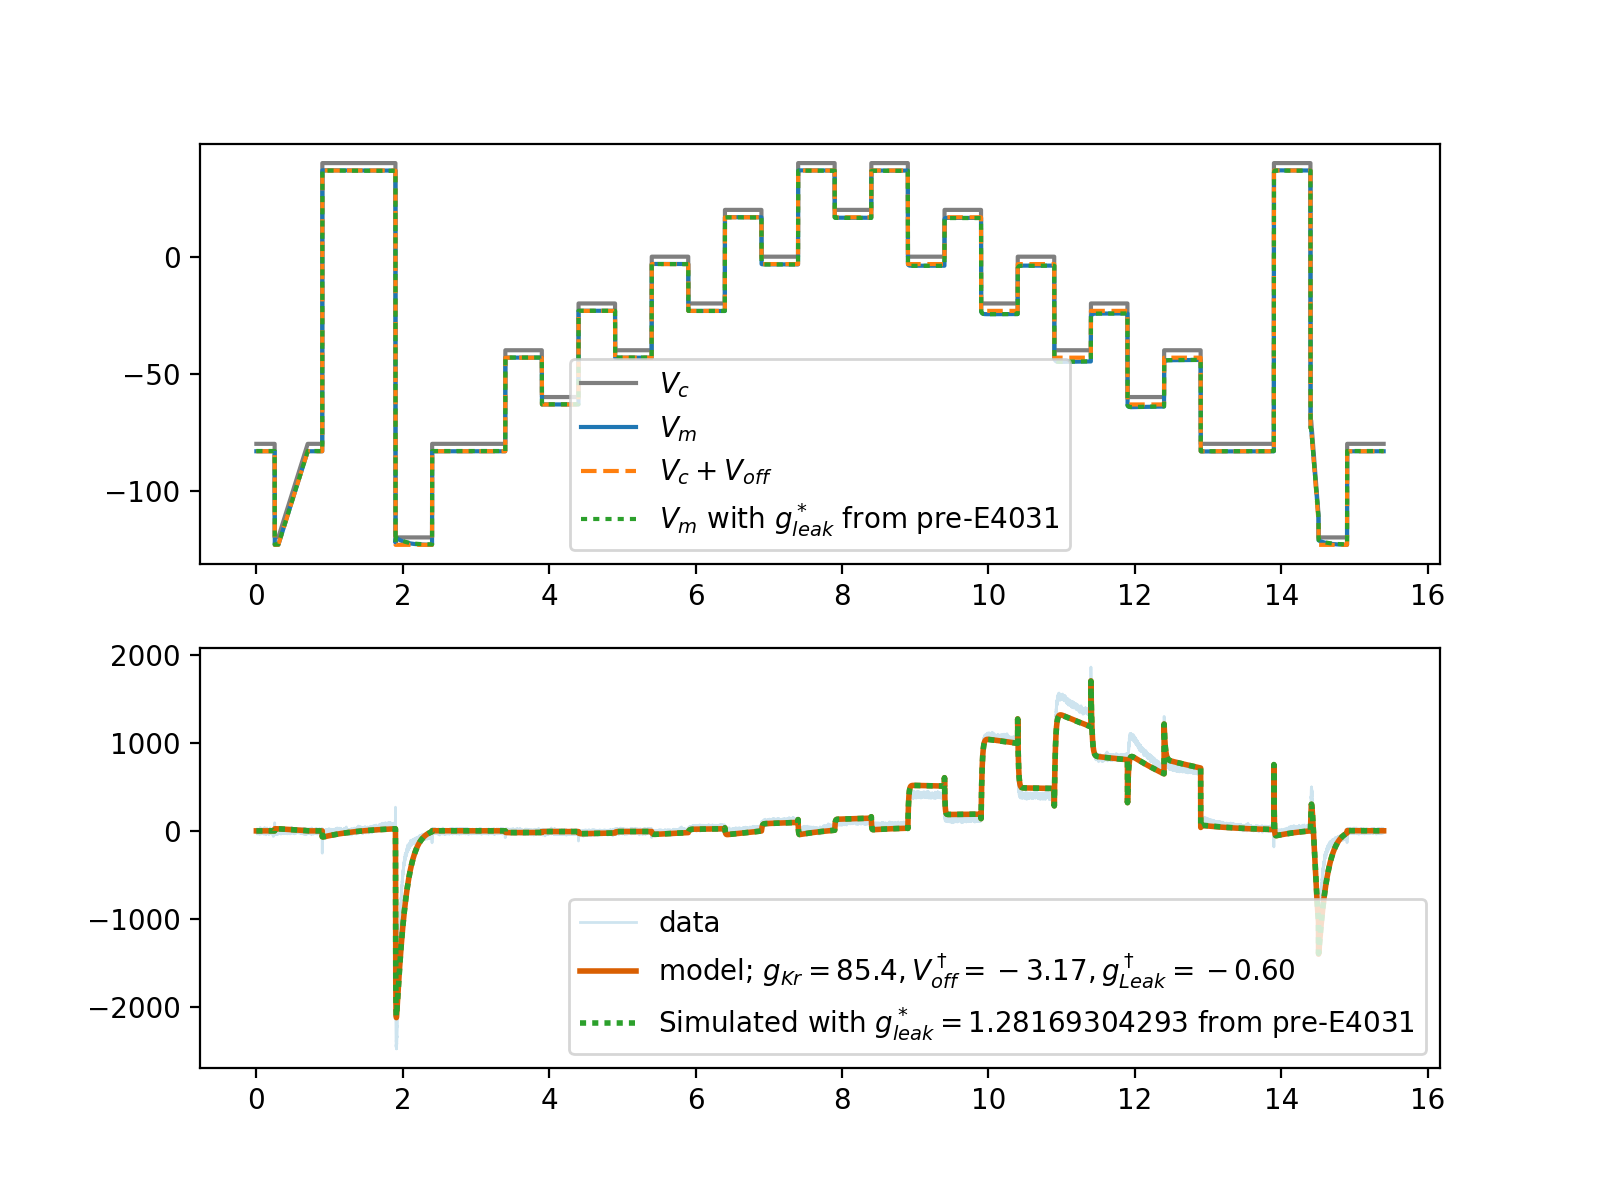 0
−50
−100
V_c
V_m
V_c + V_off
V_m with g*_leak from pre-E4031
0 2 4 6 8 10 12 14 16
2000
1000
0
−1000
−2000
data
model; g_Kr = 85.4, V†_off = −3.17, g†_Leak = −0.60
Simulated with g*_leak = 1.28169304293 from pre-E4031
0 2 4 6 8 10 12 14 16